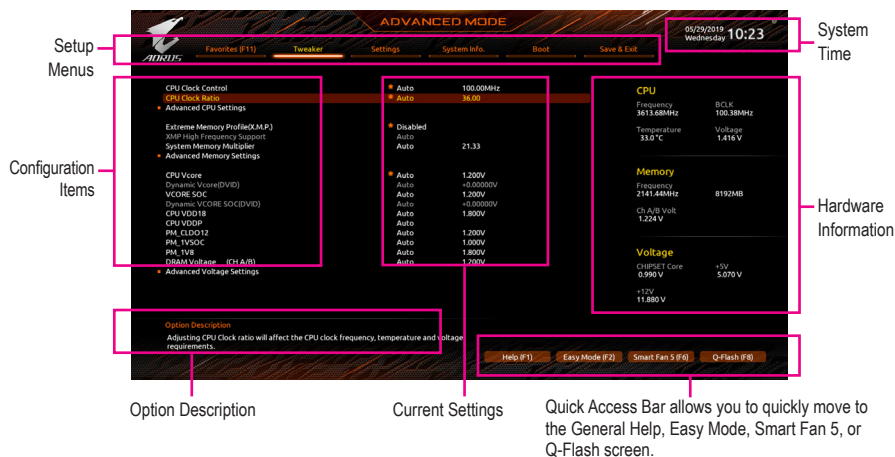 ADVANCED MODE
05/29/2019
Wednesday 10:23
System
Time
Setup
Menus
AORUS
Favorites (F11) Tweaker Settings System Info. Boot Save & Exit
Configuration
Items
CPU Clock Control Auto 100.00MHz
CPU Clock Ratio Auto 36.00
Advanced CPU Settings
Extreme Memory Profile(X.M.P.) Disabled
XMP High Frequency Support Auto
System Memory Multiplier Auto 21.33
Advanced Memory Settings
CPU Vcore Auto 1.200V
Dynamic Vcore(DVID) Auto +0.00000V
VCORE SOC Auto 1.200V
Dynamic VCORE SOC(DVID) Auto +0.00000V
CPU VDD18 Auto 1.800V
CPU VDDP Auto
PM_CLDO12 Auto 1.200V
PM_1VSOC Auto 1.000V
PM_1V8 Auto 1.800V
DRAM Voltage (CH A/B) Auto 1.200V
Advanced Voltage Settings
CPU
Frequency BCLK
3613.68MHz 100.38MHz
Temperature Voltage
33.0 °C 1.416 V
Memory
Frequency
2141.44MHz 8192MB
Ch A/B Volt
1.224 V
Voltage
CHIPSET Core +5V
0.990 V 5.070 V
+12V
11.880 V
Hardware
Information
Option Description
Adjusting CPU Clock ratio will affect the CPU clock frequency, temperature and voltage
requirements.
Help (F1) Easy Mode (F2) Smart Fan 5 (F6) Q-Flash (F8)
Option Description
Current Settings
Quick Access Bar allows you to quickly move to
the General Help, Easy Mode, Smart Fan 5, or
Q-Flash screen.